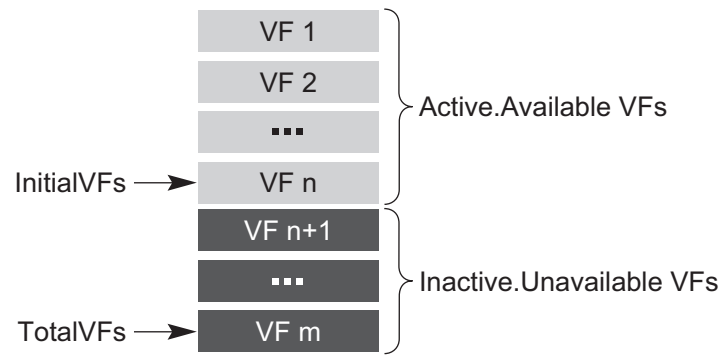 VF 1
VF 2
Active.Available VFs
...
InitialVFs
VF n
VF n+1
...
Inactive.Unavailable VFs
TotalVFs
VF m